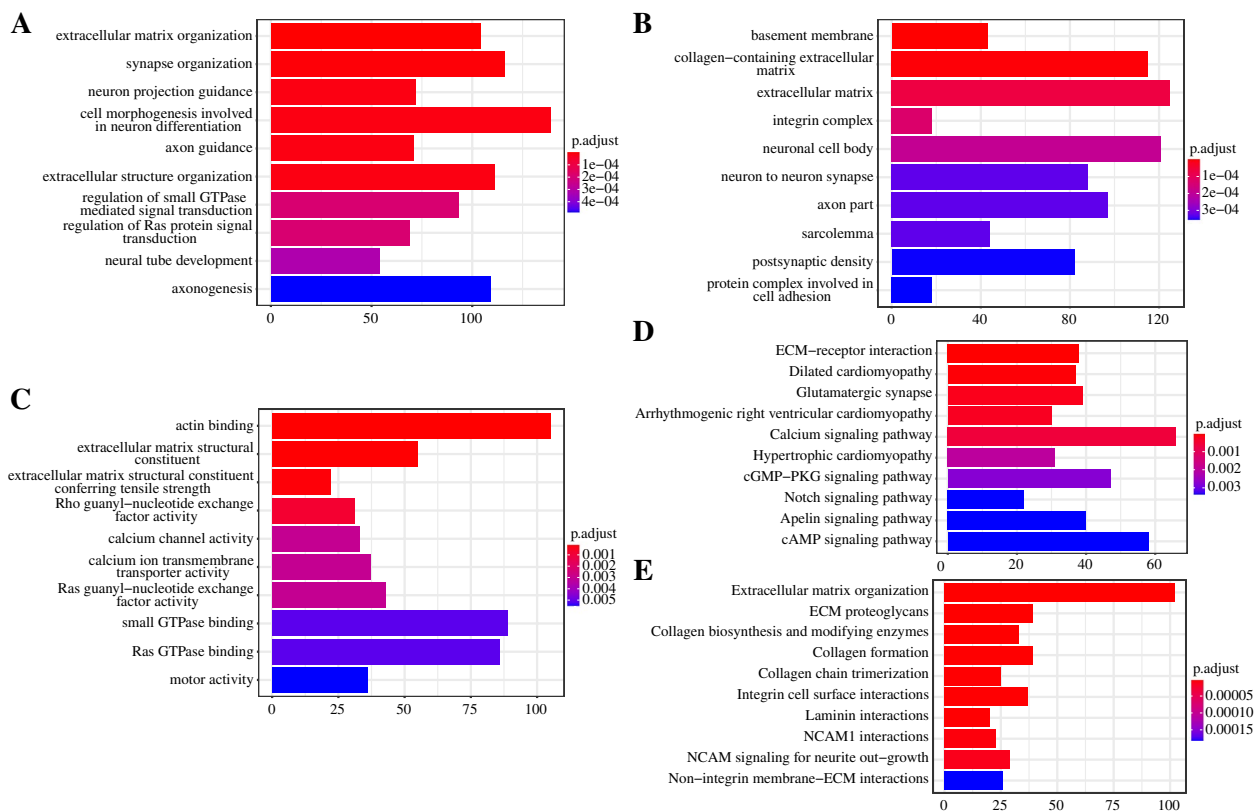 A
extracellular matrix organization
synapse organization
neuron projection guidance
cell morphogenesis involved
in neuron differentiation
axon guidance
extracellular structure organization
regulation of small GTPase
mediated signal transduction
regulation of Ras protein signal
transduction
neural tube development
axonogenesis
0
50
100
p.adjust
1e−04
2e−04
3e−04
4e−04
B
basement membrane
collagen−containing extracellular
matrix
extracellular matrix
integrin complex
neuronal cell body
neuron to neuron synapse
axon part
sarcolemma
postsynaptic density
protein complex involved in
cell adhesion
0
40
80
120
p.adjust
1e−04
2e−04
3e−04
C
actin binding
extracellular matrix structural
constituent
extracellular matrix structural constituent
conferring tensile strength
Rho guanyl−nucleotide exchange
factor activity
calcium channel activity
calcium ion transmembrane
transporter activity
Ras guanyl−nucleotide exchange
factor activity
small GTPase binding
Ras GTPase binding
motor activity
0
25
50
75
100
p.adjust
0.001
0.002
0.003
0.004
0.005
D
ECM−receptor interaction
Dilated cardiomyopathy
Glutamatergic synapse
Arrhythmogenic right ventricular cardiomyopathy
Calcium signaling pathway
Hypertrophic cardiomyopathy
cGMP−PKG signaling pathway
Notch signaling pathway
Apelin signaling pathway
cAMP signaling pathway
0
20
40
60
p.adjust
0.001
0.002
0.003
E
Extracellular matrix organization
ECM proteoglycans
Collagen biosynthesis and modifying enzymes
Collagen formation
Collagen chain trimerization
Integrin cell surface interactions
Laminin interactions
NCAM1 interactions
NCAM signaling for neurite out−growth
Non−integrin membrane−ECM interactions
0
25
50
75
100
p.adjust
0.00005
0.00010
0.00015